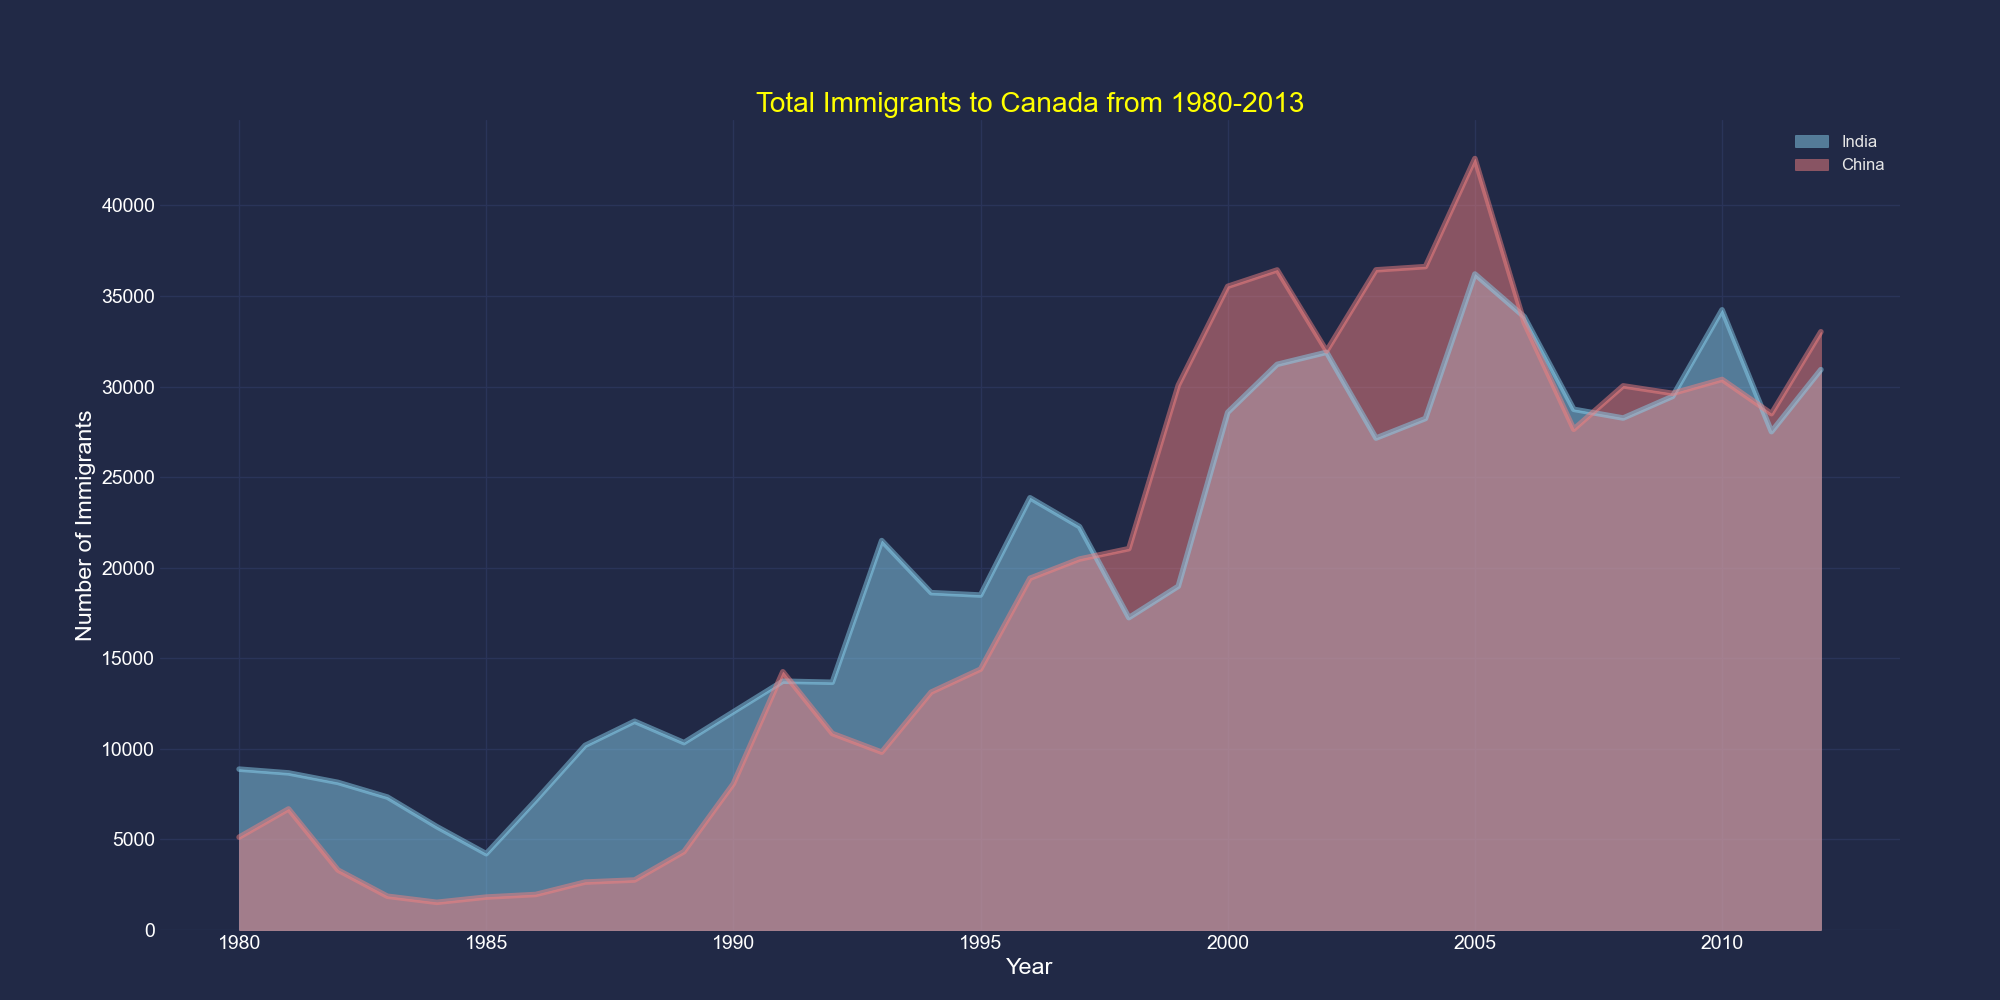 Total Immigrants to Canada from 1980-2013
India
China
40000
35000
30000
25000
20000
15000
10000
5000
0
Number of Immigrants
1980 1985 1990 1995 2000 2005 2010
Year